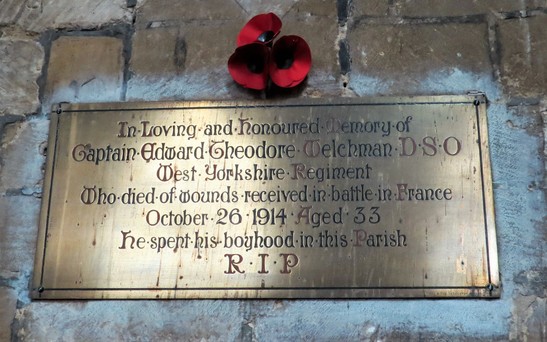 In·Loving·and·Honoured·Memory·of
Captain·Edward·Theodore·Welchman·D·S·O
West·Yorkshire·Regiment
Who·died·of·wounds·received·in·battle·in·France
October·26·1914·Aged·33
He·spent·his·boyhood·in·this·Parish
R·I·P